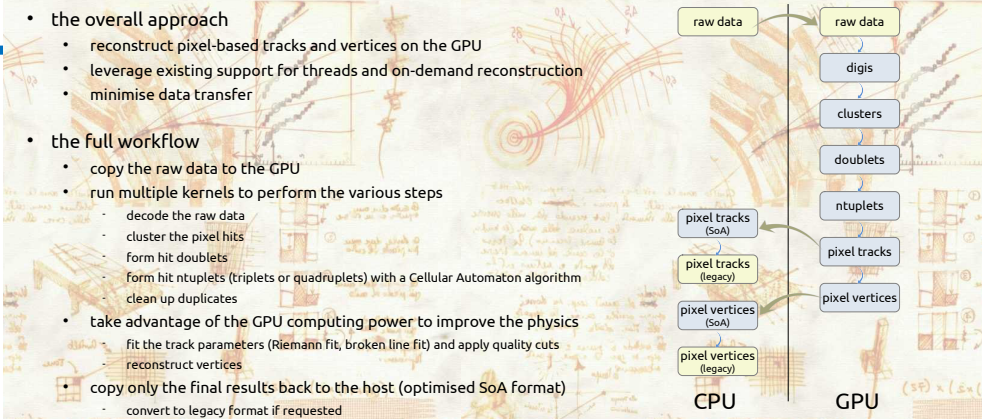 • the overall approach
• reconstruct pixel-based tracks and vertices on the GPU
• leverage existing support for threads and on-demand reconstruction
• minimise data transfer
• the full workflow
• copy the raw data to the GPU
• run multiple kernels to perform the various steps
- decode the raw data
- cluster the pixel hits
- form hit doublets
- form hit ntuplets (triplets or quadruplets) with a Cellular Automaton algorithm
- clean up duplicates
• take advantage of the GPU computing power to improve the physics
- fit the track parameters (Riemann fit, broken line fit) and apply quality cuts
- reconstruct vertices
• copy only the final results back to the host (optimised SoA format)
- convert to legacy format if requested
raw data
pixel tracks
(SoA)
pixel tracks
(legacy)
pixel vertices
(SoA)
pixel vertices
(legacy)
CPU
raw data
digis
clusters
doublets
ntuplets
pixel tracks
pixel vertices
GPU